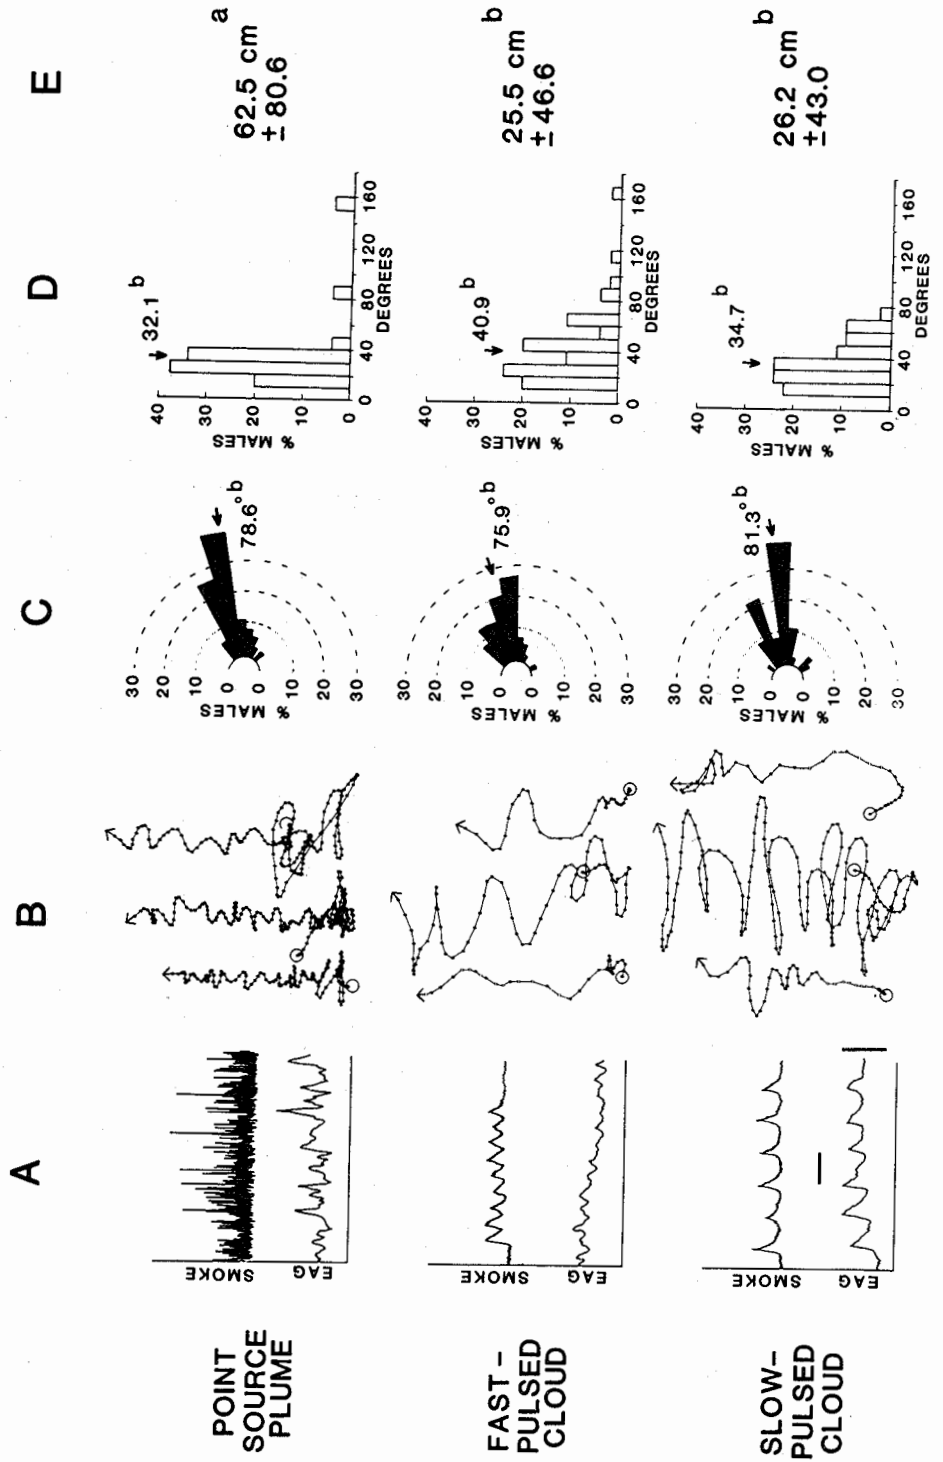 A
B
C
D
E
POINT
SOURCE
PLUME
SMOKE
EAG
30
20
10
0
0
10
20
30
% MALES
78.6° b
40
30
20
10
0
% MALES
32.1 b
0
40
80
120
160
DEGREES
62.5 cm a
± 80.6
FAST-
PULSED
CLOUD
SMOKE
EAG
30
20
10
0
0
10
20
30
% MALES
75.9° b
40
30
20
10
0
% MALES
40.9 b
0
40
80
120
160
DEGREES
25.5 cm b
± 46.6
SLOW-
PULSED
CLOUD
SMOKE
EAG
30
20
10
0
0
10
20
30
% MALES
81.3° b
40
30
20
10
0
% MALES
34.7 b
0
40
80
120
160
DEGREES
26.2 cm b
±43.0